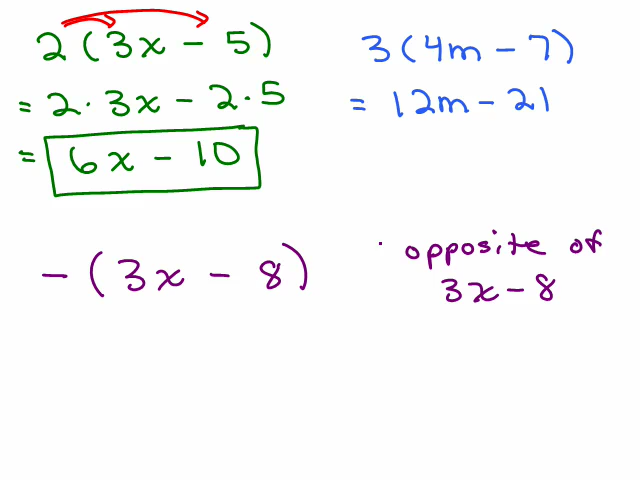 2 (3x - 5)
= 2 · 3x - 2 · 5
= 6x - 10
3 (4m - 7)
= 12m - 21
- (3x - 8)
opposite of
3x - 8